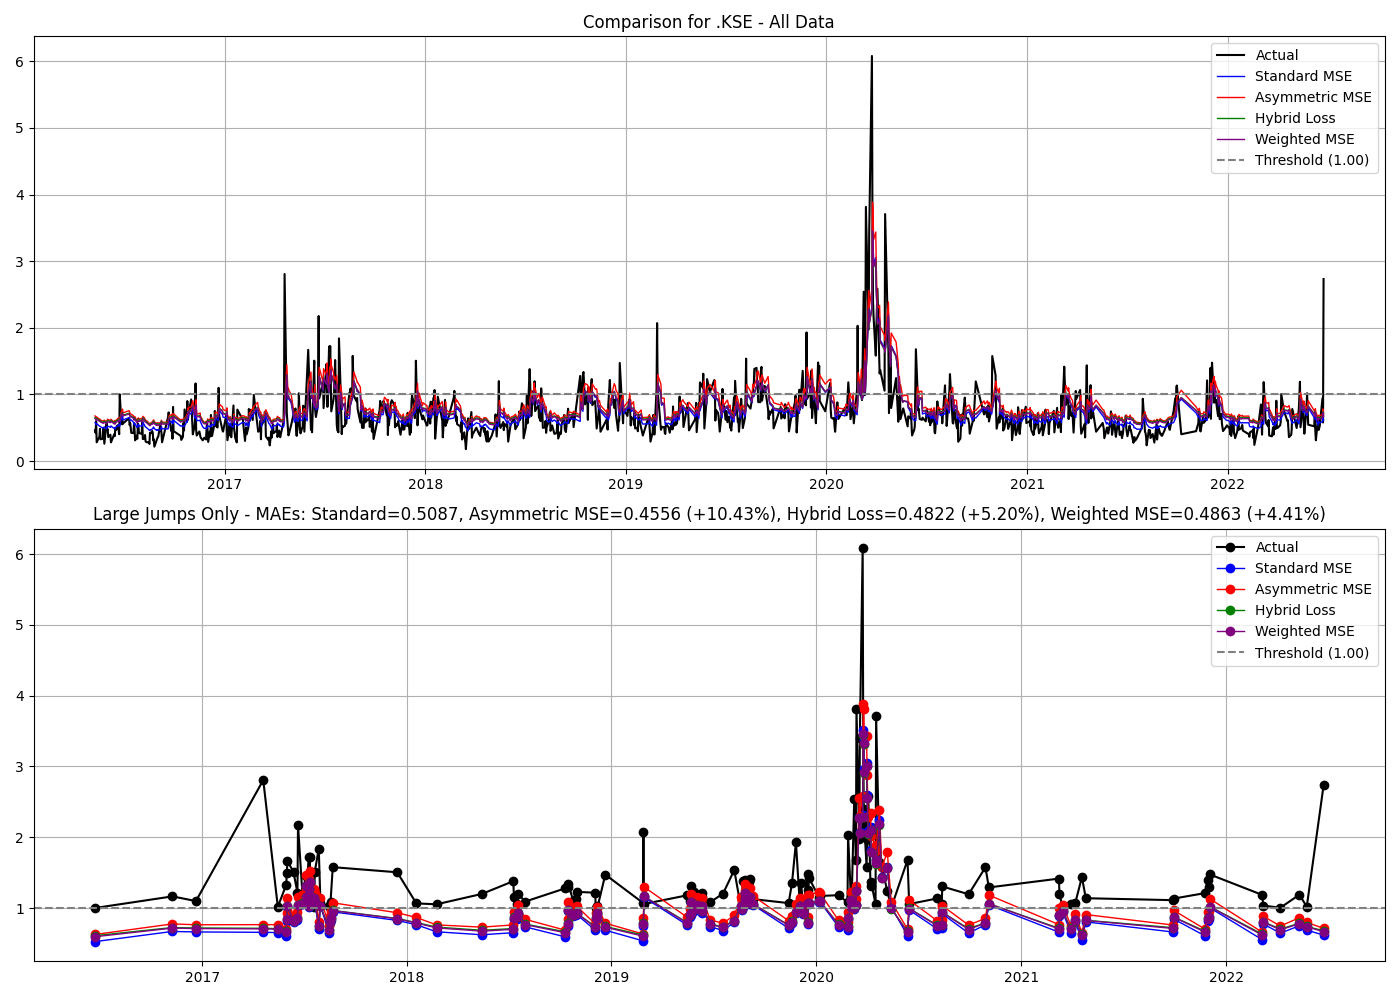 Comparison for .KSE - All Data
6
5
4
3
2
1
0
Actual
Standard MSE
Asymmetric MSE
Hybrid Loss
Weighted MSE
Threshold (1.00)
2017 2018 2019 2020 2021 2022
Large Jumps Only - MAEs: Standard=0.5087, Asymmetric MSE=0.4556 (+10.43%), Hybrid Loss=0.4822 (+5.20%), Weighted MSE=0.4863 (+4.41%)
6
5
4
3
2
1
Actual
Standard MSE
Asymmetric MSE
Hybrid Loss
Weighted MSE
Threshold (1.00)
2017 2018 2019 2020 2021 2022